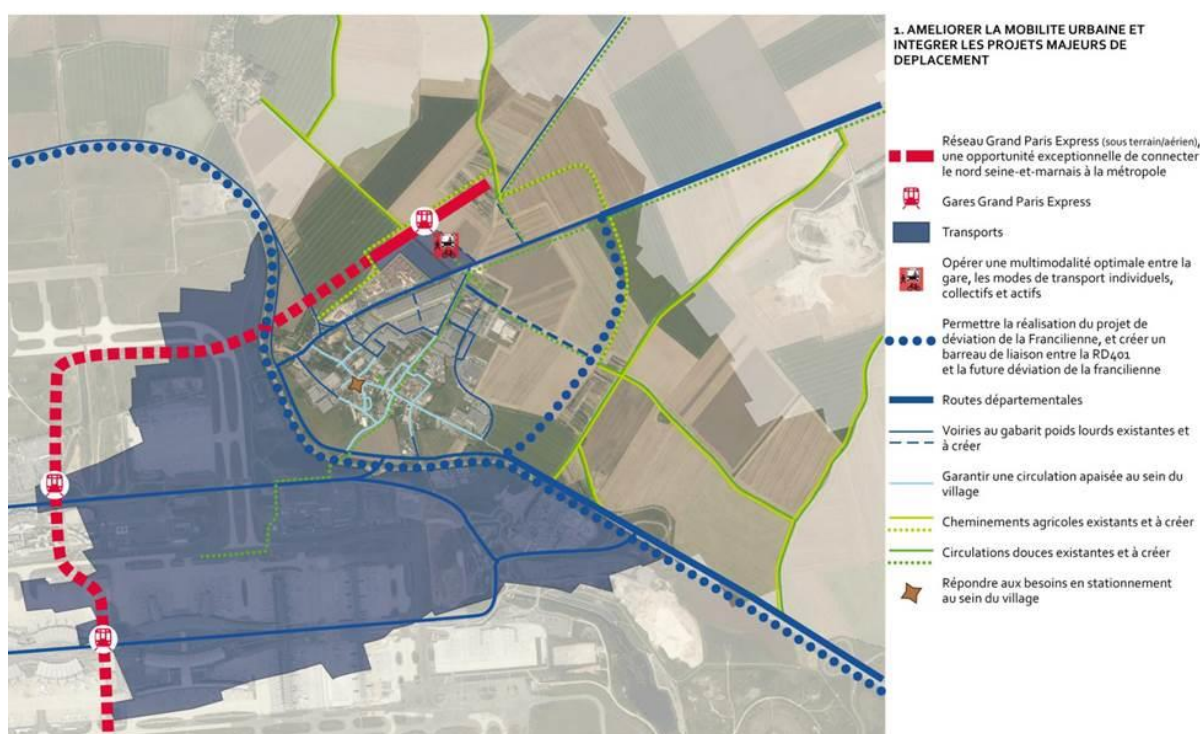 1. AMELIORER LA MOBILITE URBAINE ET
INTEGRER LES PROJETS MAJEURS DE
DEPLACEMENT
Réseau Grand Paris Express (sous terrain/aérien),
une opportunité exceptionnelle de connecter
le nord seine-et-marnais à la métropole
Gares Grand Paris Express
Transports
Opérer une multimodalité optimale entre la
gare, les modes de transport individuels,
collectifs et actifs
Permettre la réalisation du projet de
déviation de la Francilienne, et créer un
barreau de liaison entre la RD401
et la future déviation de la francilienne
Routes départementales
Voiries au gabarit poids lourds existantes et
à créer
Garantir une circulation apaisée au sein du
village
Cheminements agricoles existants et à créer
Circulations douces existantes et à créer
Répondre aux besoins en stationnement
au sein du village